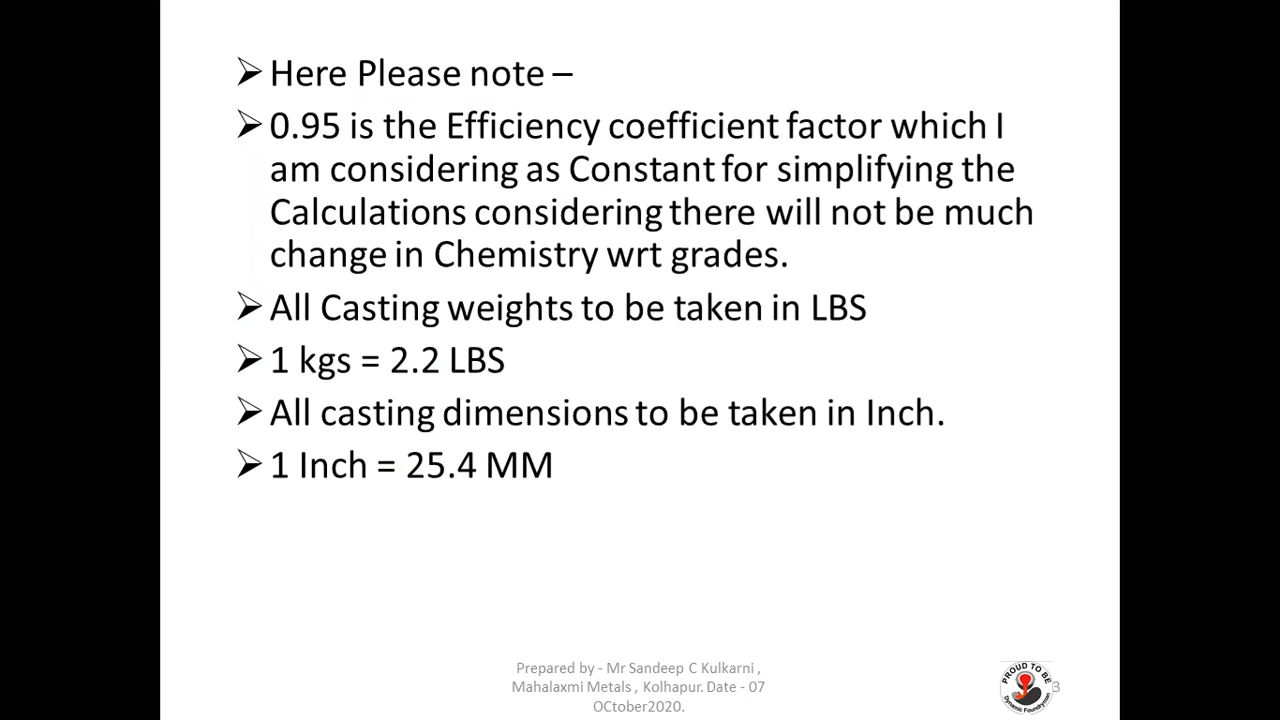 ➢Here Please note –
➢0.95 is the Efficiency coefficient factor which I
am considering as Constant for simplifying the
Calculations considering there will not be much
change in Chemistry wrt grades.
➢All Casting weights to be taken in LBS
➢1 kgs = 2.2 LBS
➢All casting dimensions to be taken in Inch.
➢1 Inch = 25.4 MM
Prepared by - Mr Sandeep C Kulkarni ,
Mahalaxmi Metals , Kolhapur. Date - 07
OCtober2020.
PROUD TO BE
Dynamic Foundrymen
3